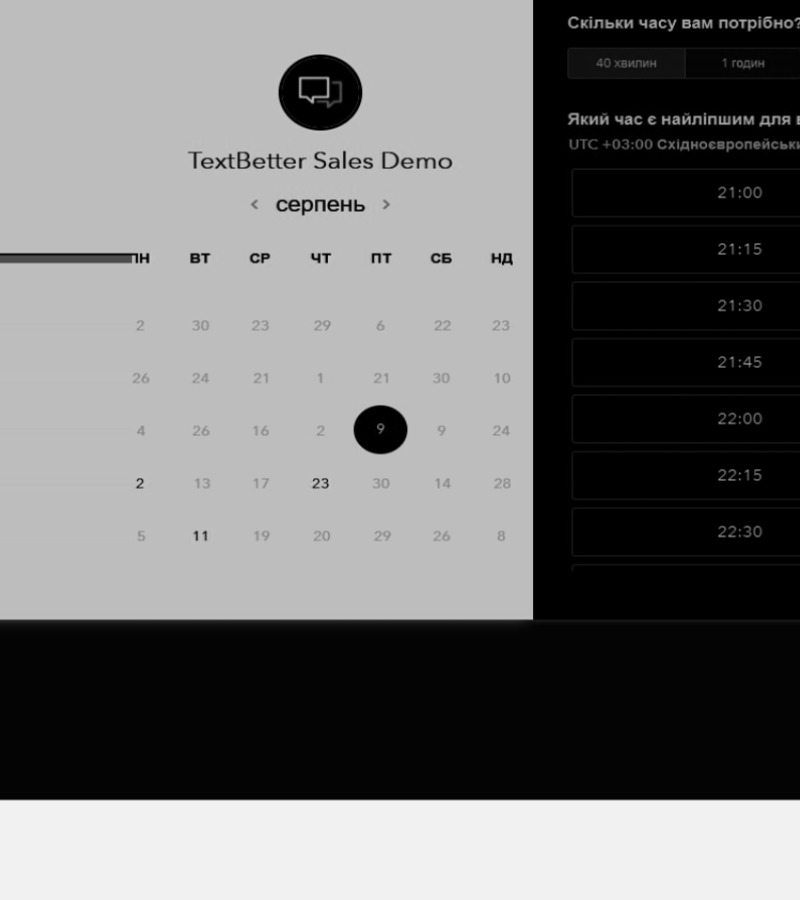 TextBetter Sales Demo
< серпень >
ПН ВТ СР ЧТ ПТ СБ НД
2 30 23 29 6 22 23
26 24 21 1 21 30 10
4 26 16 2 9 9 24
2 13 17 23 30 14 28
5 11 19 20 29 26 8
Скільки часу вам потрібно?
40 хвилин 1 годин
Який час є найліпшим для
UTC +03:00
21:00
21:15
21:30
21:45
22:00
22:15
22:30